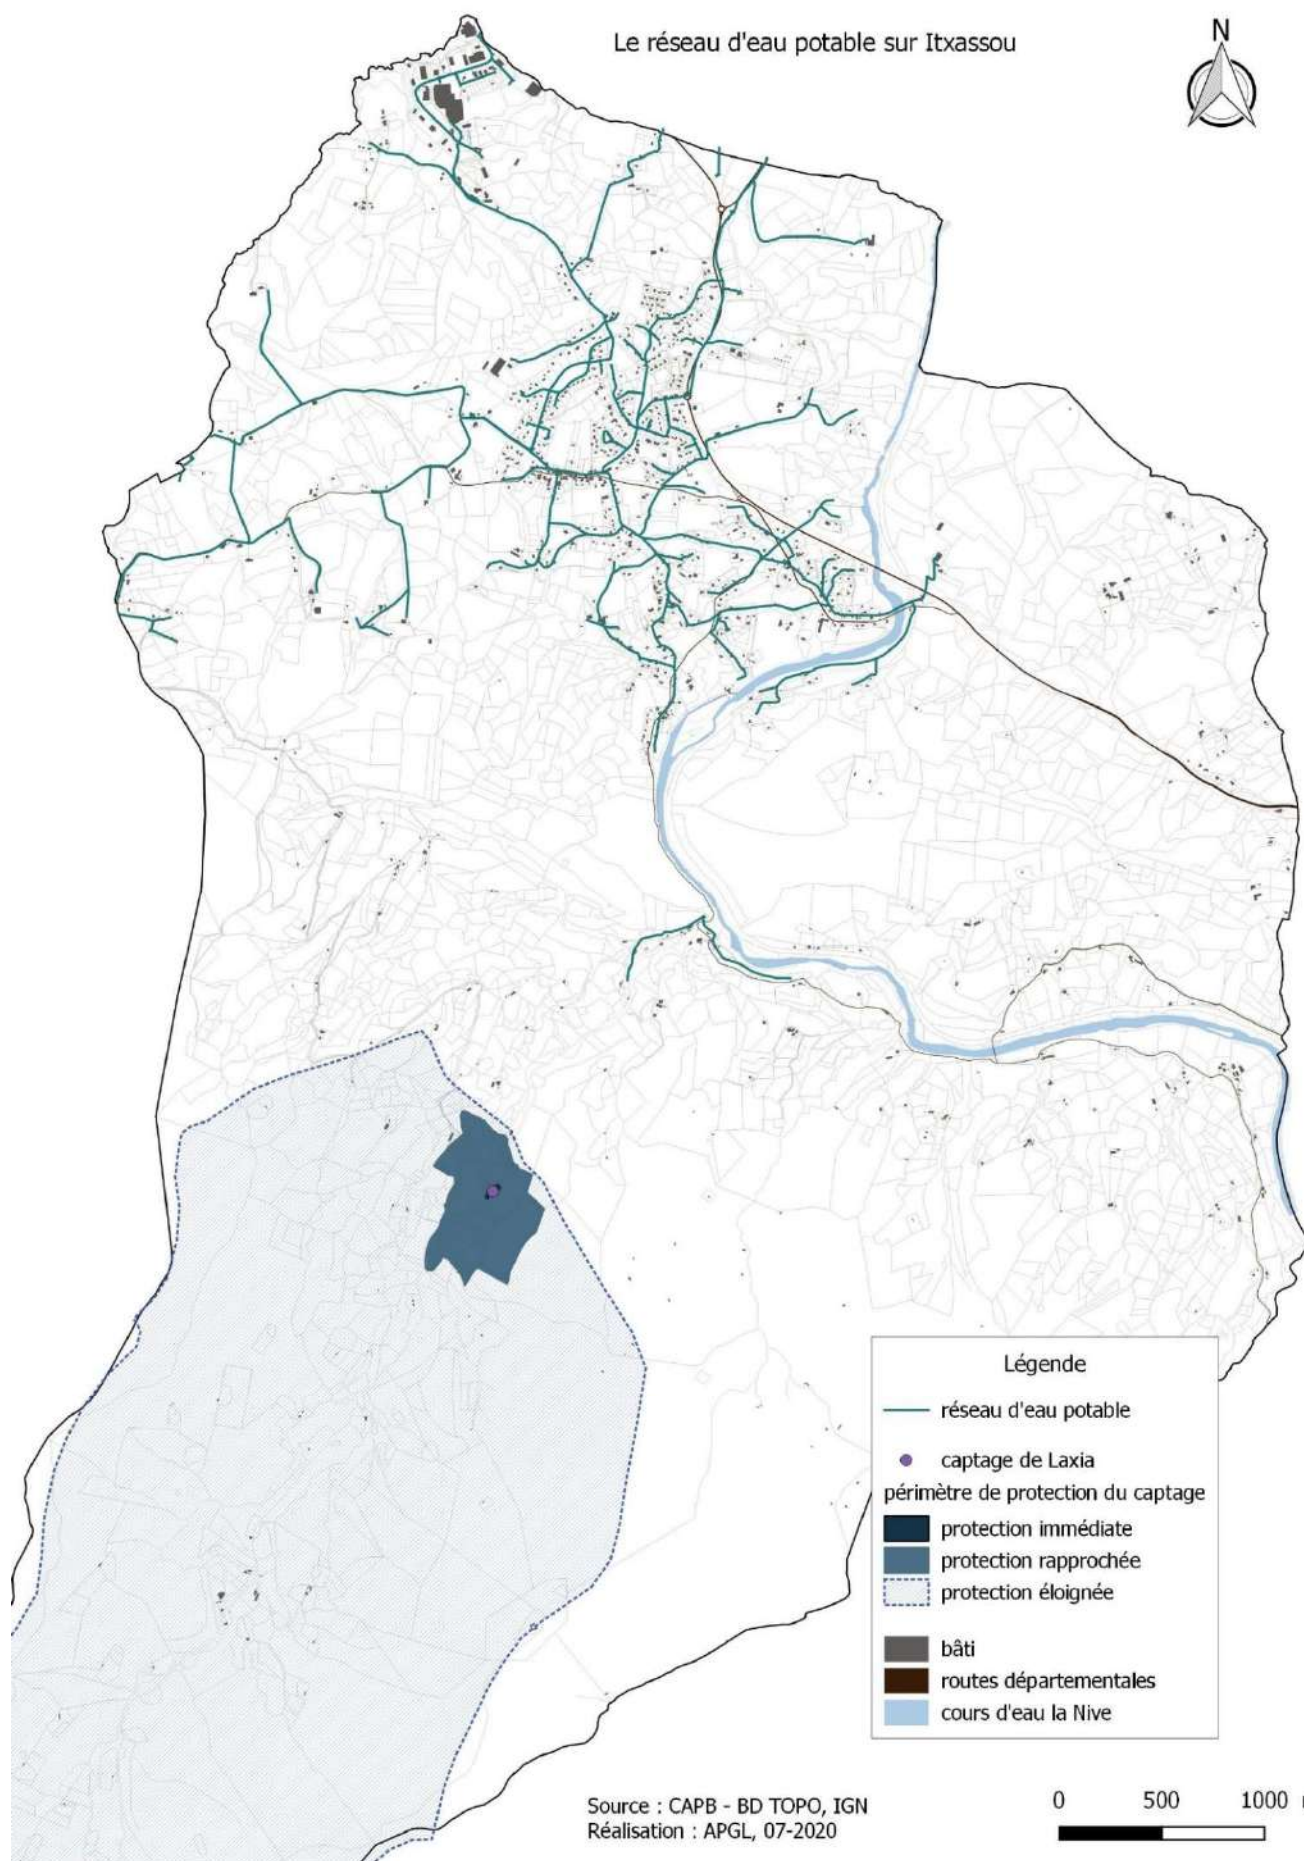 Le réseau d'eau potable sur Itxassou
N
Légende
réseau d'eau potable
captage de Laxia
périmètre de protection du captage
protection immédiate
protection rapprochée
protection éloignée
bâti
routes départementales
cours d'eau la Nive
Source : CAPB - BD TOPO, IGN
Réalisation : APGL, 07-2020
0 500 1000